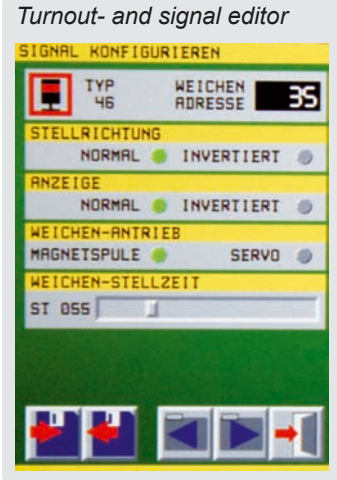 Turnout- and signal editor
SIGNAL KONFIGURIEREN
TYP WEICHEN
46 ADRESSE 35
STELLRICHTUNG
NORMAL INVERTIERT
ANZEIGE
NORMAL INVERTIERT
WEICHEN-ANTRIEB
MAGNETSPULE SERVO
WEICHEN-STELLZEIT
ST 055